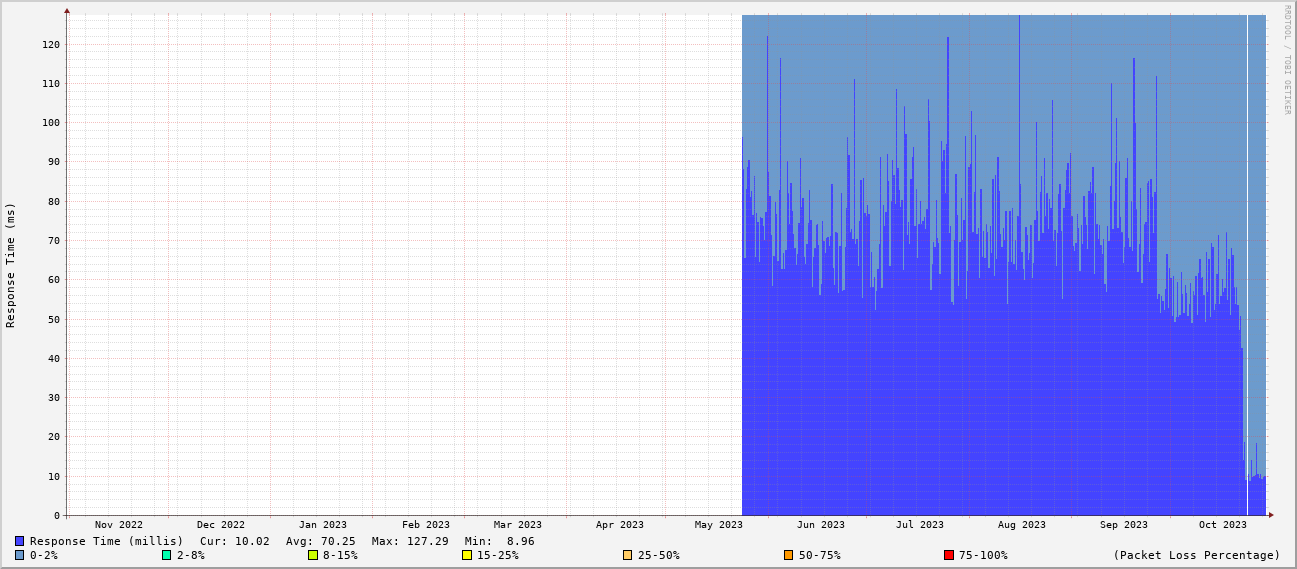 RRDTOOL / TOBI OETIKER
Response Time (ms)
120
110
100
90
80
70
60
50
40
30
20
10
0
Nov 2022 Dec 2022 Jan 2023 Feb 2023 Mar 2023 Apr 2023 May 2023 Jun 2023 Jul 2023 Aug 2023 Sep 2023 Oct 2023
Response Time (millis) Cur: 10.02 Avg: 70.25 Max: 127.29 Min: 8.96
0-2% 2-8% 8-15% 15-25% 25-50% 50-75% 75-100% (Packet Loss Percentage)